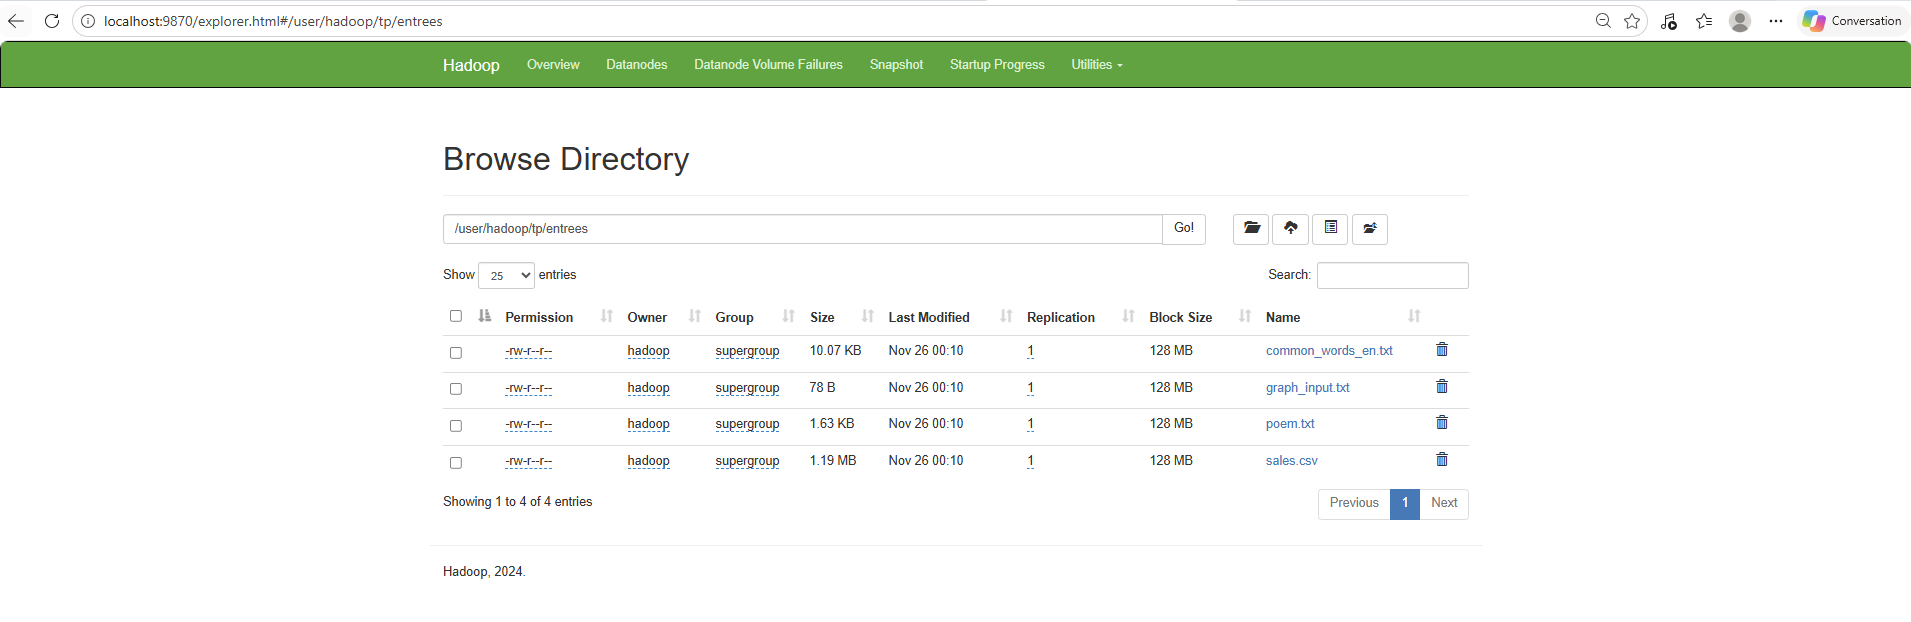 localhost:9870/explorer.html#/user/hadoop/tp/entrees
Conversation
Hadoop Overview Datanodes Datanode Volume Failures Snapshot Startup Progress Utilities
Browse Directory
/user/hadoop/tp/entrees Go!
Show 25 entries Search:
Permission Owner Group Size Last Modified Replication Block Size Name
-rw-r--r-- hadoop supergroup 10.07 KB Nov 26 00:10 1 128 MB common_words_en.txt
-rw-r--r-- hadoop supergroup 78 B Nov 26 00:10 1 128 MB graph_input.txt
-rw-r--r-- hadoop supergroup 1.63 KB Nov 26 00:10 1 128 MB poem.txt
-rw-r--r-- hadoop supergroup 1.19 MB Nov 26 00:10 1 128 MB sales.csv
Showing 1 to 4 of 4 entries Previous 1 Next
Hadoop, 2024.